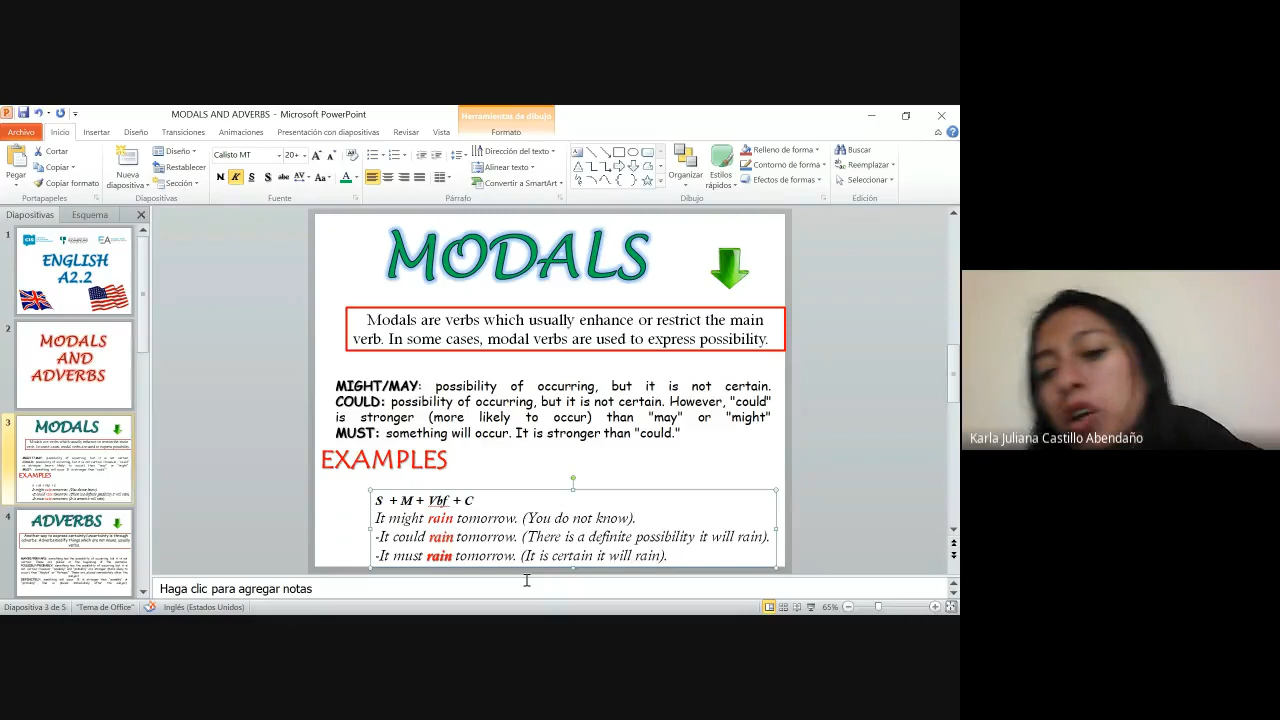 MODALS AND ADVERBS - Microsoft PowerPoint
Herramientas de dibujo
Archivo Inicio Insertar Diseño Transiciones Animaciones Presentación con diapositivas Revisar Vista Formato
Pegar
Cortar
Copiar
Copiar formato
Portapapeles
Nueva diapositiva
Diseño
Restablecer
Sección
Diapositivas
Calisto MT 20
Fuente
Dirección del texto
Alinear texto
Convertir a SmartArt
Párrafo
Organizar
Estilos rápidos
Relleno de forma
Contorno de forma
Efectos de formas
Dibujo
Buscar
Reemplazar
Seleccionar
Edición
Diapositivas Esquema
1
ENGLISH
A2.2
2
MODALS
AND
ADVERBS
3
MODALS
EXAMPLES
4
ADVERBS
MODALS
Modals are verbs which usually enhance or restrict the main
verb. In some cases, modal verbs are used to express possibility.
MIGHT/MAY: possibility of occurring, but it is not certain.
COULD: possibility of occurring, but it is not certain. However, "could"
is stronger (more likely to occur) than "may" or "might"
MUST: something will occur. It is stronger than "could."
EXAMPLES
S + M + Vbf + C
It might rain tomorrow. (You do not know).
-It could rain tomorrow. (There is a definite possibility it will rain).
-It must rain tomorrow. (It is certain it will rain).
Haga clic para agregar notas
Diapositiva 3 de 5 "Tema de Office" Inglés (Estados Unidos) 65%
Karla Juliana Castillo Abendaño